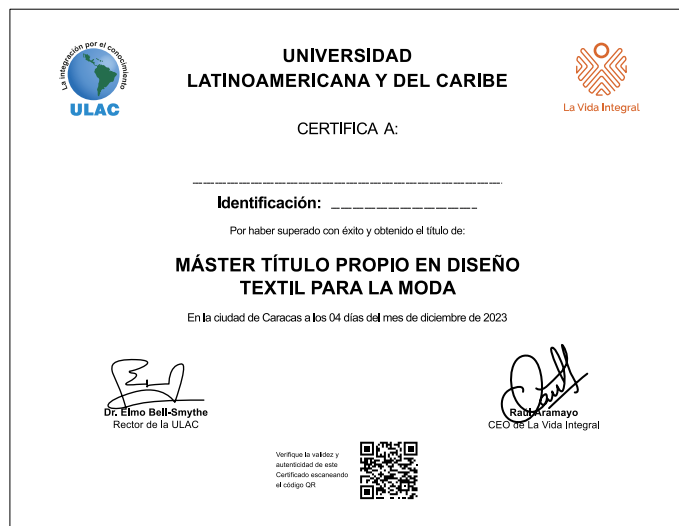 La integración por el conocimiento
ULAC
UNIVERSIDAD
LATINOAMERICANA Y DEL CARIBE
La Vida Integral
CERTIFICA A:
Identificación:
Por haber superado con éxito y obtenido el título de:
MÁSTER TÍTULO PROPIO EN DISEÑO
TEXTIL PARA LA MODA
En la ciudad de Caracas a los 04 días del mes de diciembre de 2023
Dr. Elmo Bell-Smythe
Rector de la ULAC
Raúl Aramayo
CEO de La Vida Integral
Verifique la validez y
autenticidad de este
Certificado escaneando
el código QR